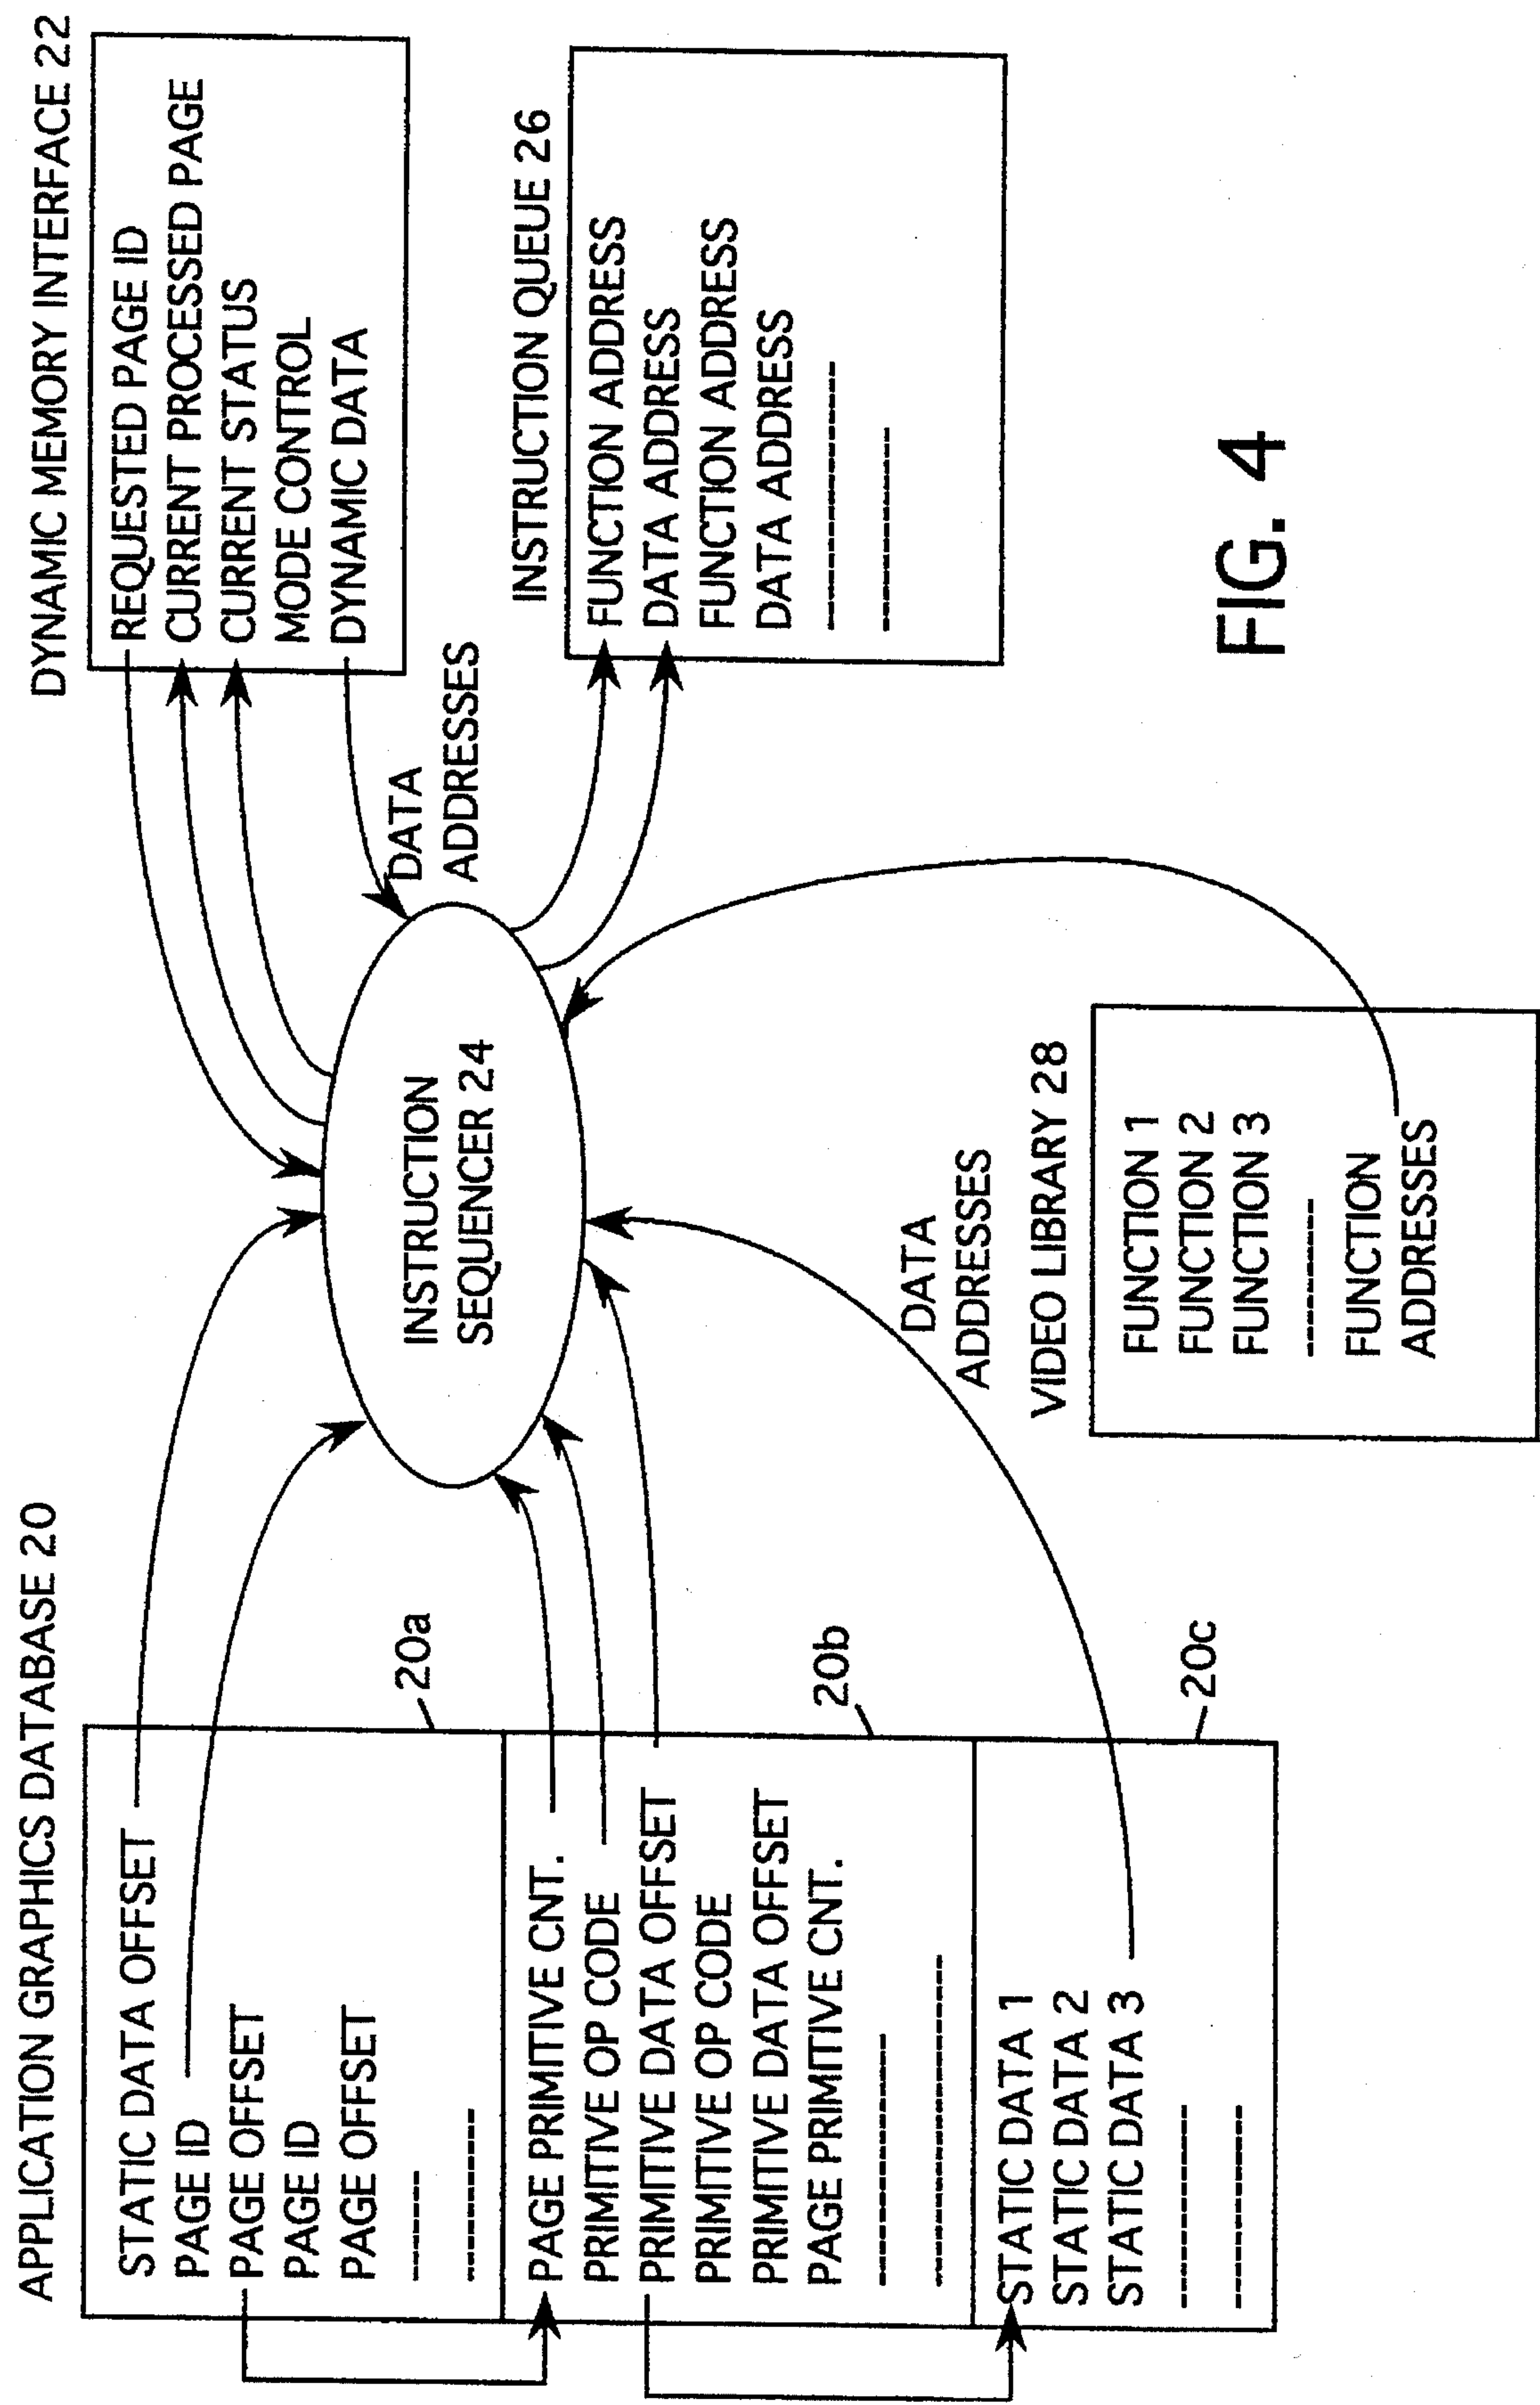 APPLICATION GRAPHICS DATABASE 20
STATIC DATA OFFSET
PAGE ID
PAGE OFFSET
PAGE ID
PAGE OFFSET
--------
----------
20a
PAGE PRIMITIVE CNT.
PRIMITIVE OP CODE
PRIMITIVE DATA OFFSET
PRIMITIVE OP CODE
PRIMITIVE DATA OFFSET
PAGE PRIMITIVE CNT.
----------------
--------------------
20b
STATIC DATA 1
STATIC DATA 2
STATIC DATA 3
----------
----------
20c
INSTRUCTION
SEQUENCER 24
DATA
ADDRESSES
VIDEO LIBRARY 28
FUNCTION 1
FUNCTION 2
FUNCTION 3
----------
FUNCTION
ADDRESSES
DYNAMIC MEMORY INTERFACE 22
REQUESTED PAGE ID
CURRENT PROCESSED PAGE
CURRENT STATUS
MODE CONTROL
DYNAMIC DATA
DATA
ADDRESSES
INSTRUCTION QUEUE 26
FUNCTION ADDRESS
DATA ADDRESS
FUNCTION ADDRESS
DATA ADDRESS
----------------
------------
FIG. 4